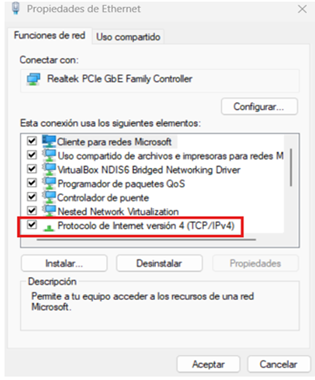 Propiedades de Ethernet
Funciones de red
Uso compartido
Conectar con:
Realtek PCIe GbE Family Controller
Configurar...
Esta conexión usa los siguientes elementos:
Cliente para redes Microsoft
Uso compartido de archivos e impresoras para redes M
VirtualBox NDIS6 Bridged Networking Driver
Programador de paquetes QoS
Controlador de puente
Nested Network Virtualization
Protocolo de Internet versión 4 (TCP/IPv4)
Instalar...
Desinstalar
Propiedades
Descripción
Permite a tu equipo acceder a los recursos de una red
Microsoft.
Aceptar
Cancelar